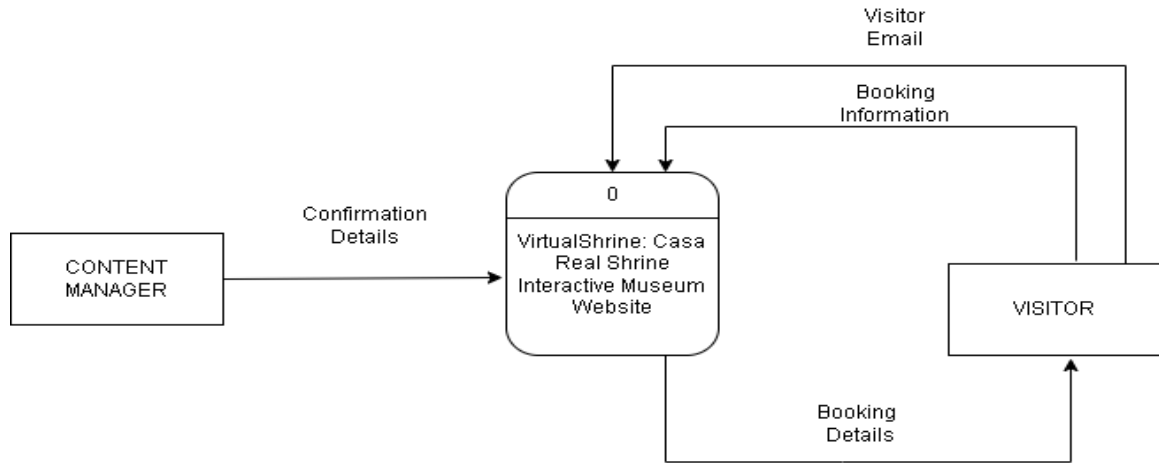 Visitor
Email
Booking
Information
0
Confirmation
Details
VirtualShrine: Casa
Real Shrine
Interactive Museum
Website
CONTENT
MANAGER
VISITOR
Booking
Details